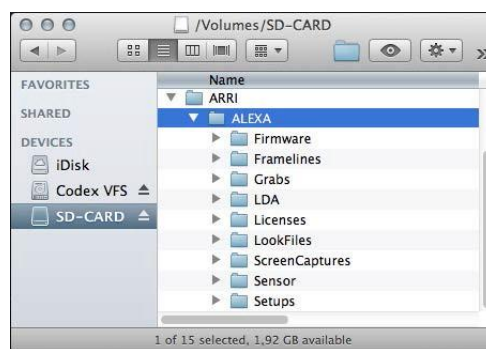 /Volumes/SD-CARD
FAVORITES
SHARED
DEVICES
iDisk
Codex VFS
SD-CARD
Name
ARRI
ALEXA
Firmware
Framelines
Grabs
LDA
Licenses
LookFiles
ScreenCaptures
Sensor
Setups
1 of 15 selected, 1,92 GB available